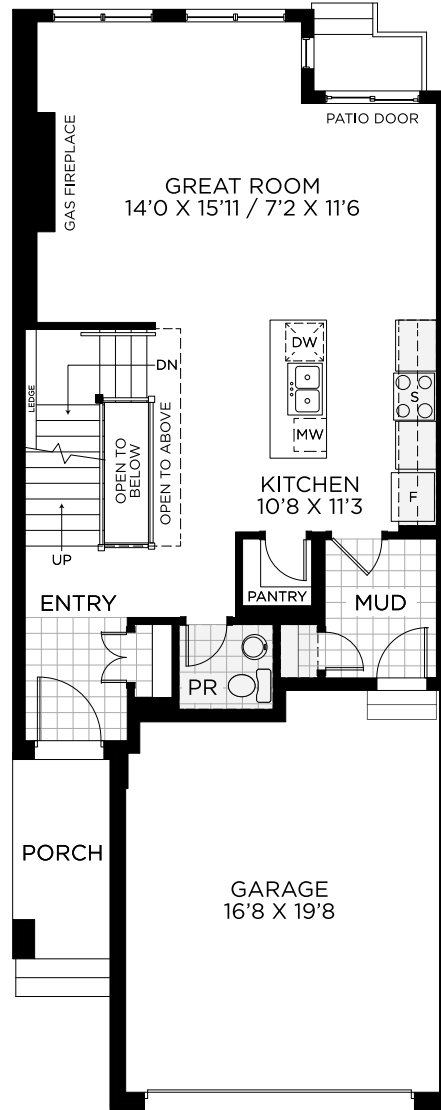 PATIO DOOR
GAS FIREPLACE
GREAT ROOM
14'0 X 15'11 / 7'2 X 11'6
DW
DN
S
LEDGE
OPEN TO
BELOW
OPEN TO ABOVE
MW
KITCHEN
10'8 X 11'3
F
UP
PANTRY
ENTRY
MUD
PR
PORCH
GARAGE
16'8 X 19'8